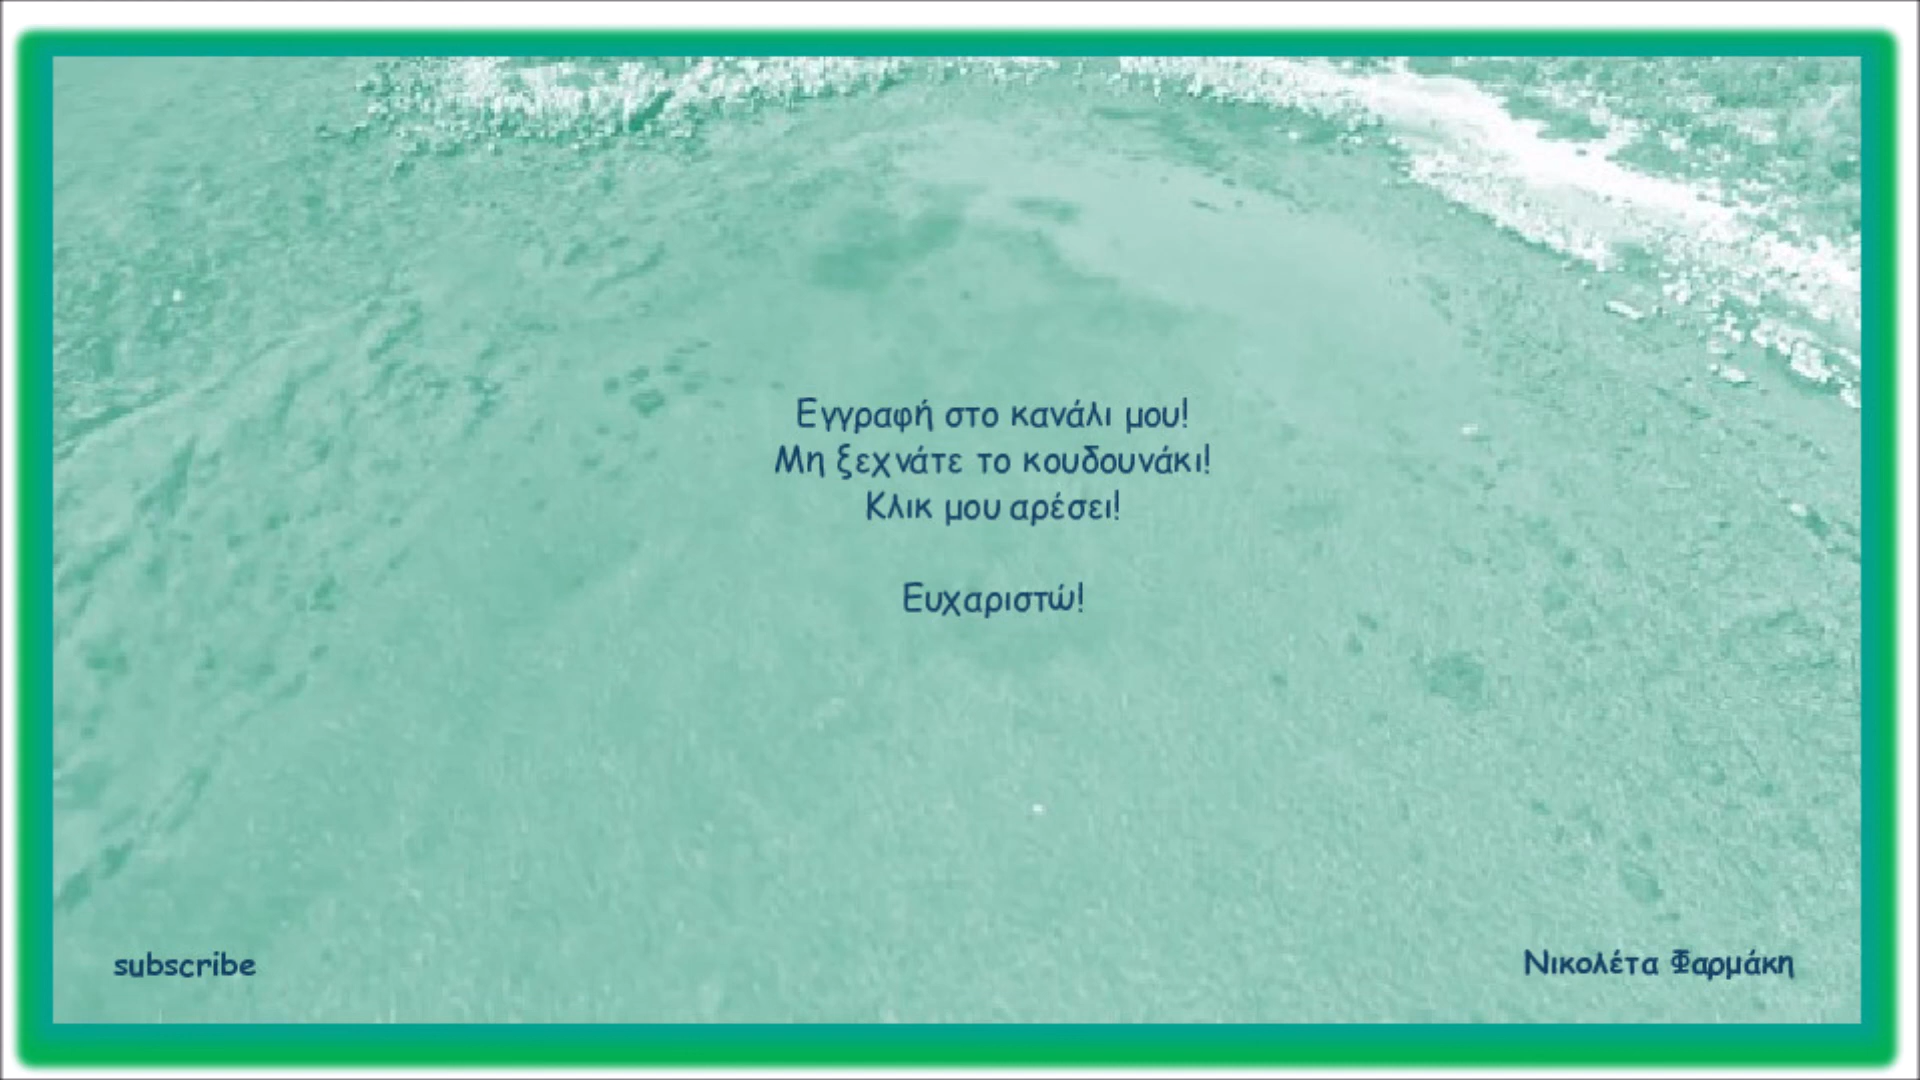 Εγγραφή στο κανάλι μου!
Μη ξεχνάτε το κουδουνάκι!
Κλικ μου αρέσει!
Ευχαριστώ!
subscribe
Νικολέτα Φαρμάκη